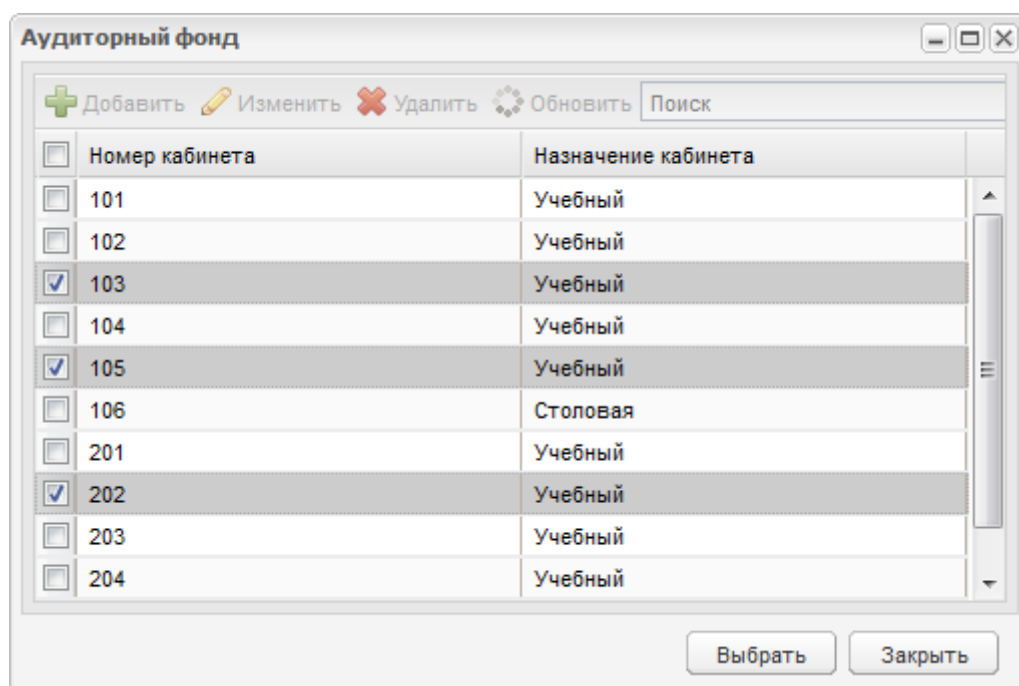 Аудиторный фонд
Добавить Изменить Удалить Обновить Поиск
Номер кабинета Назначение кабинета
101 Учебный
102 Учебный
103 Учебный
104 Учебный
105 Учебный
106 Столовая
201 Учебный
202 Учебный
203 Учебный
204 Учебный
Выбрать Закрыть